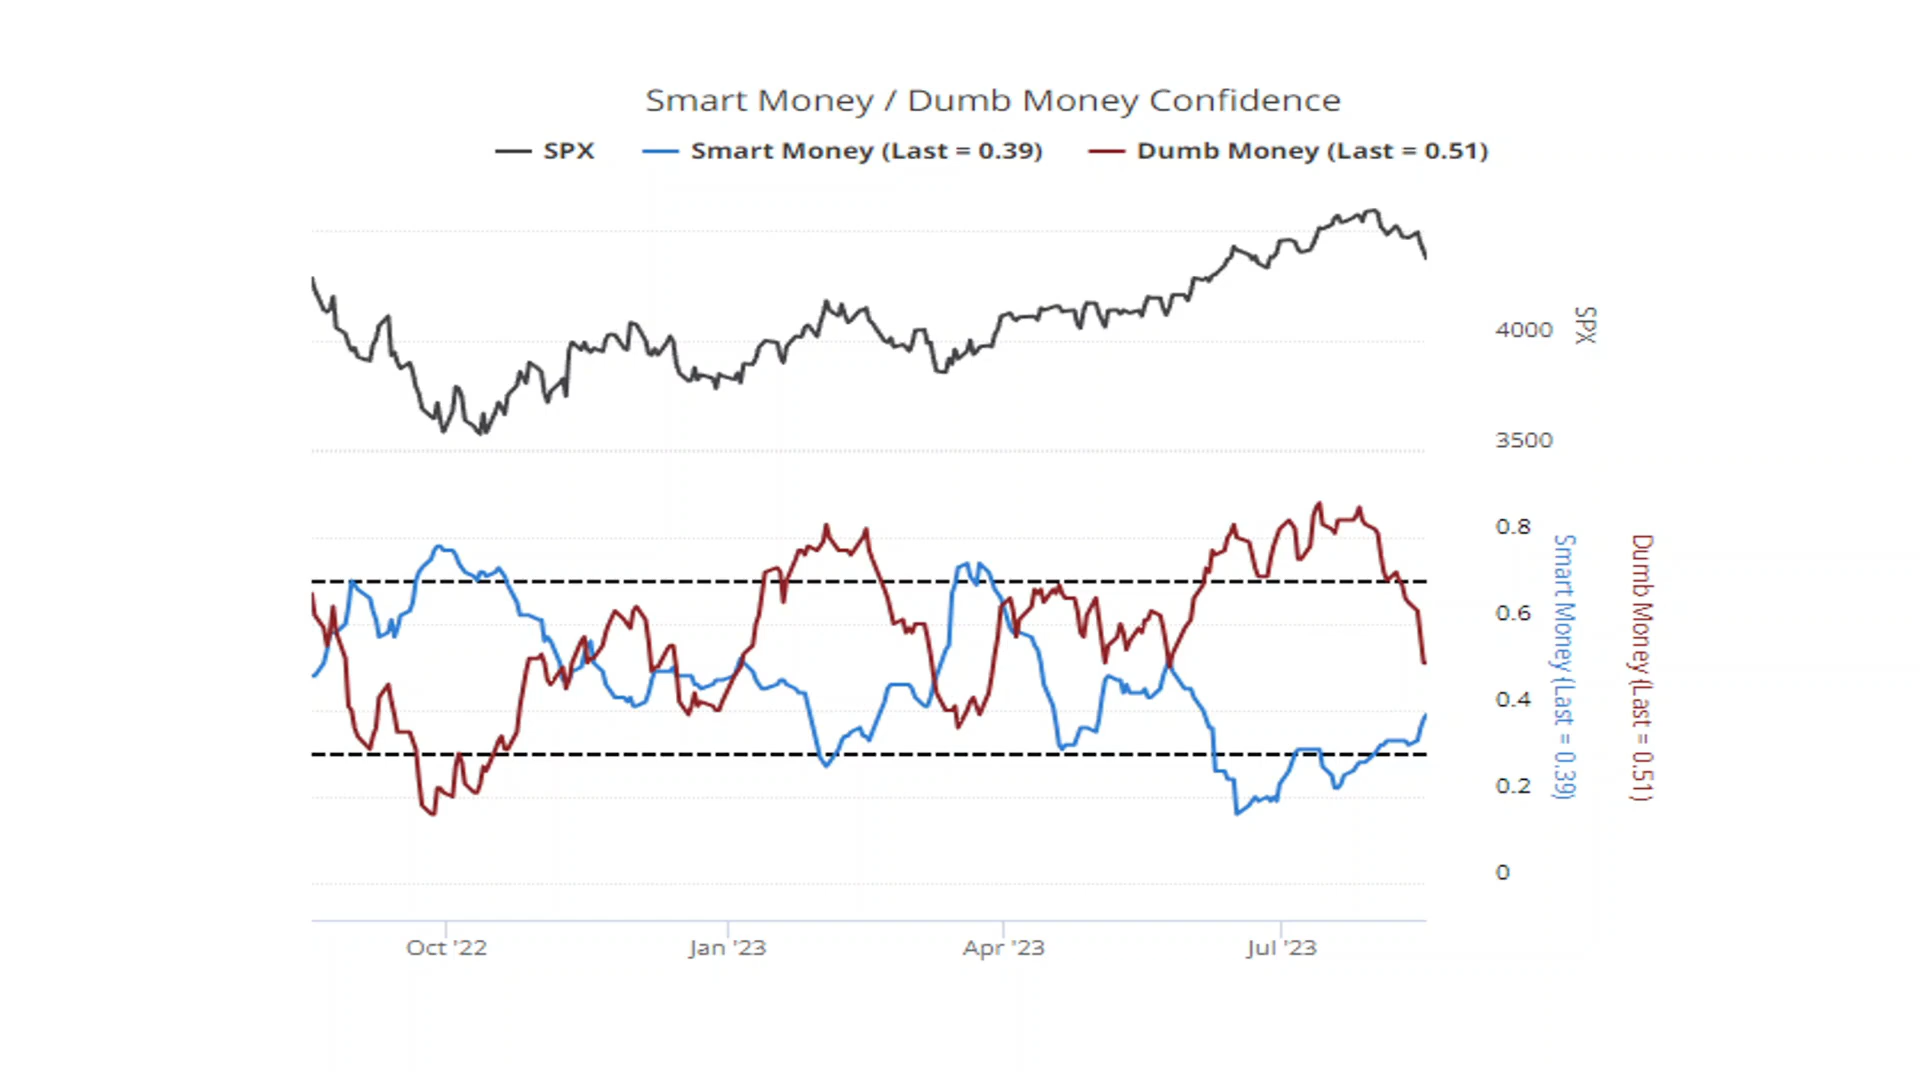 Smart Money / Dumb Money Confidence
SPX Smart Money (Last = 0.39) Dumb Money (Last = 0.51)
4000
3500
SPX
0.8
0.6
0.4
0.2
0
Smart Money (Last = 0.39)
Dumb Money (Last = 0.51)
Oct '22 Jan '23 Apr '23 Jul '23